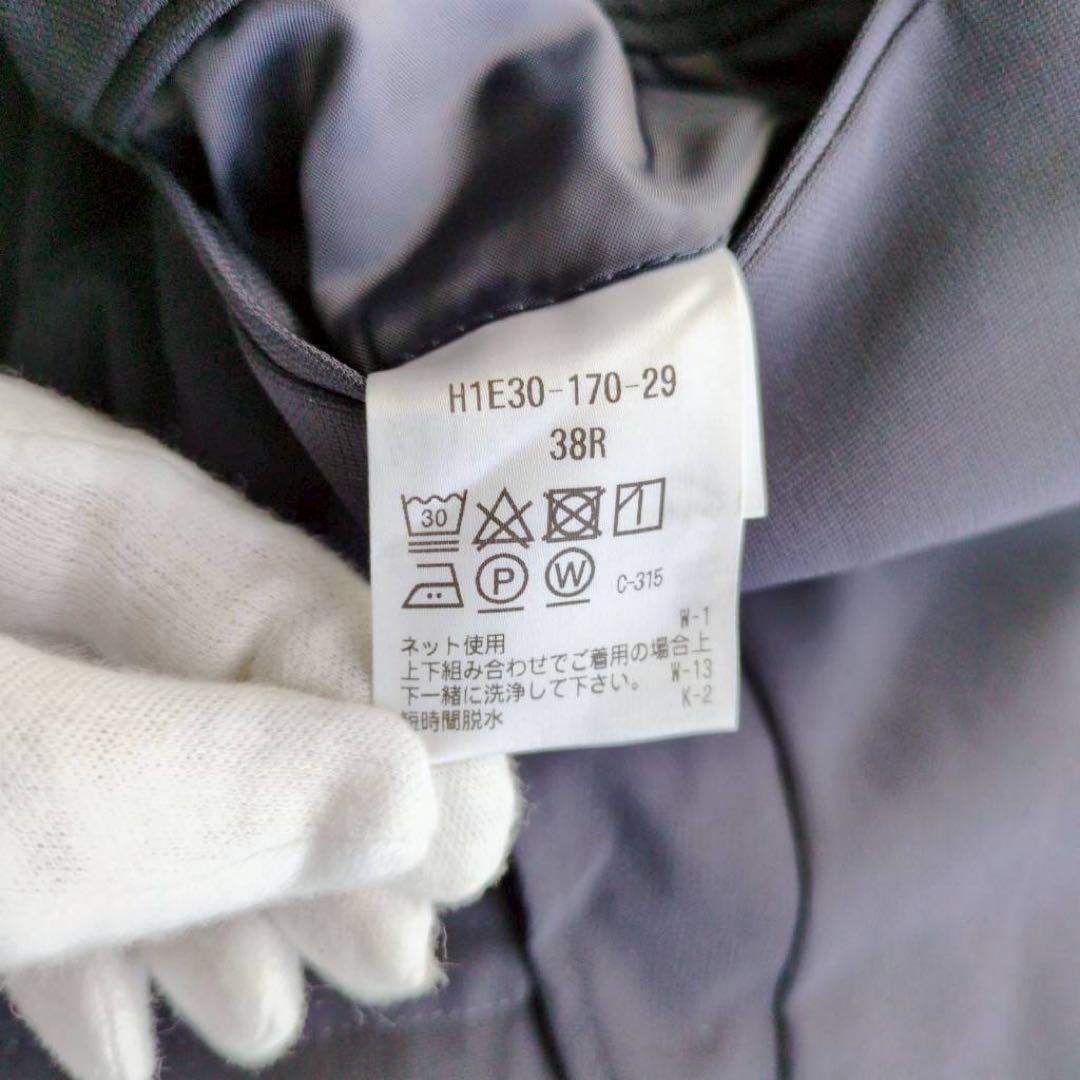 H1E30-170-29
38R
30
P W C-315
W-1
ネット使用
上下組み合わせでご着用の場合上
W-13
下一緒に洗浄して下さい。
K-2
短時間脱水